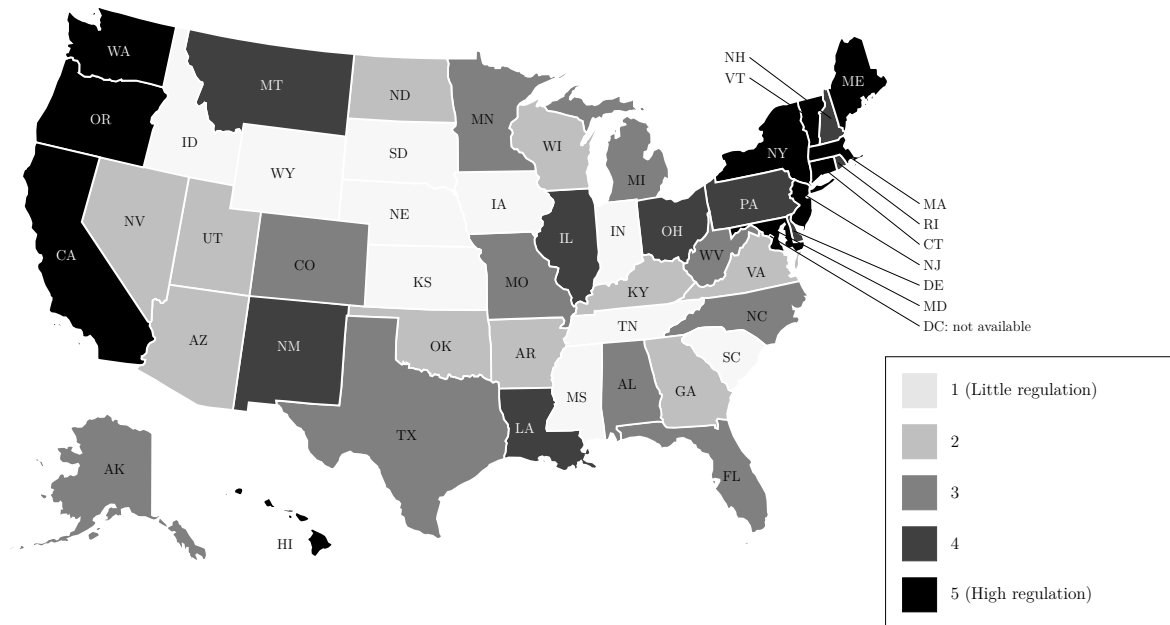 WA
MT
ND
MN
NH
VT
ME
OR
ID
SD
WI
NY
WY
MI
NV
UT
NE
IA
IL
IN
OH
PA
MA
RI
CT
NJ
DE
MD
DC: not available
CA
CO
KS
MO
WV
VA
KY
NC
AZ
NM
OK
AR
TN
SC
MS
AL
GA
TX
LA
FL
AK
HI
1 (Little regulation)
2
3
4
5 (High regulation)